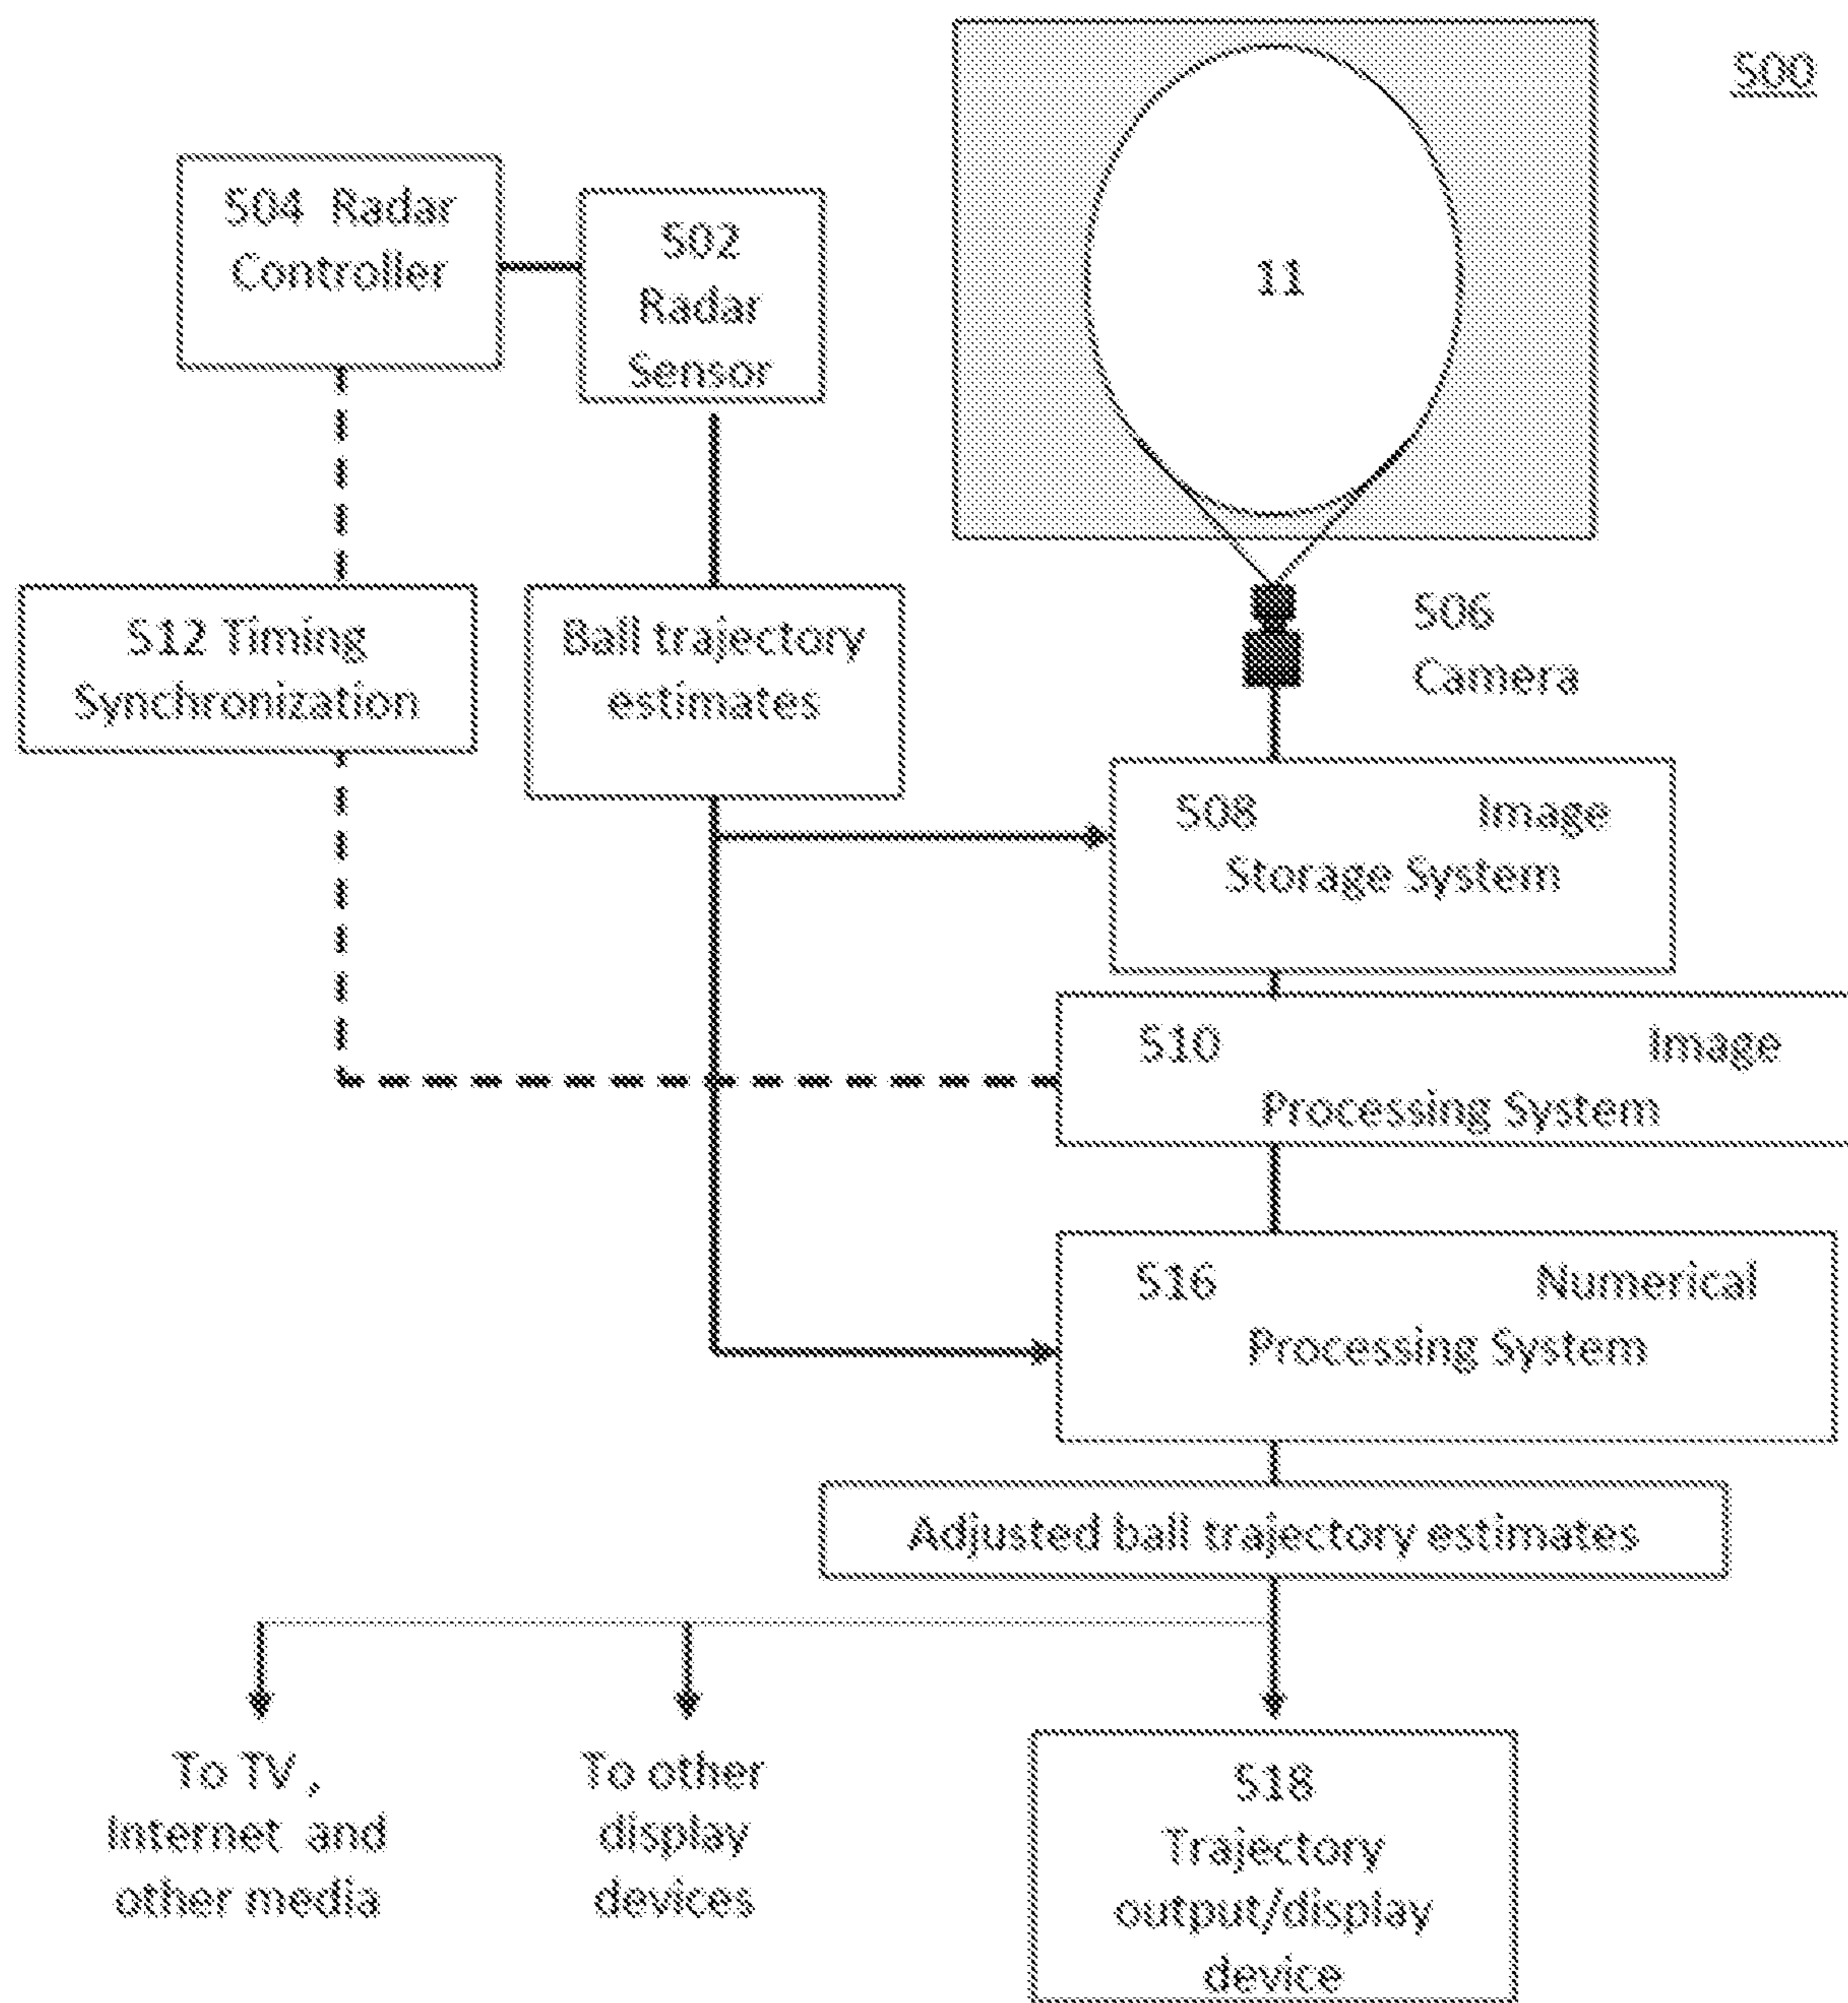 500
504 Radar
Controller
502
Radar
Sensor
11
512 Timing
Synchronization
Ball trajectory
estimates
506
Camera
508 Image
Storage System
510 Image
Processing System
516 Numerical
Processing System
Adjusted ball trajectory estimates
To TV ,
Internet and
other media
To other
display
devices
518
Trajectory
output/display
device